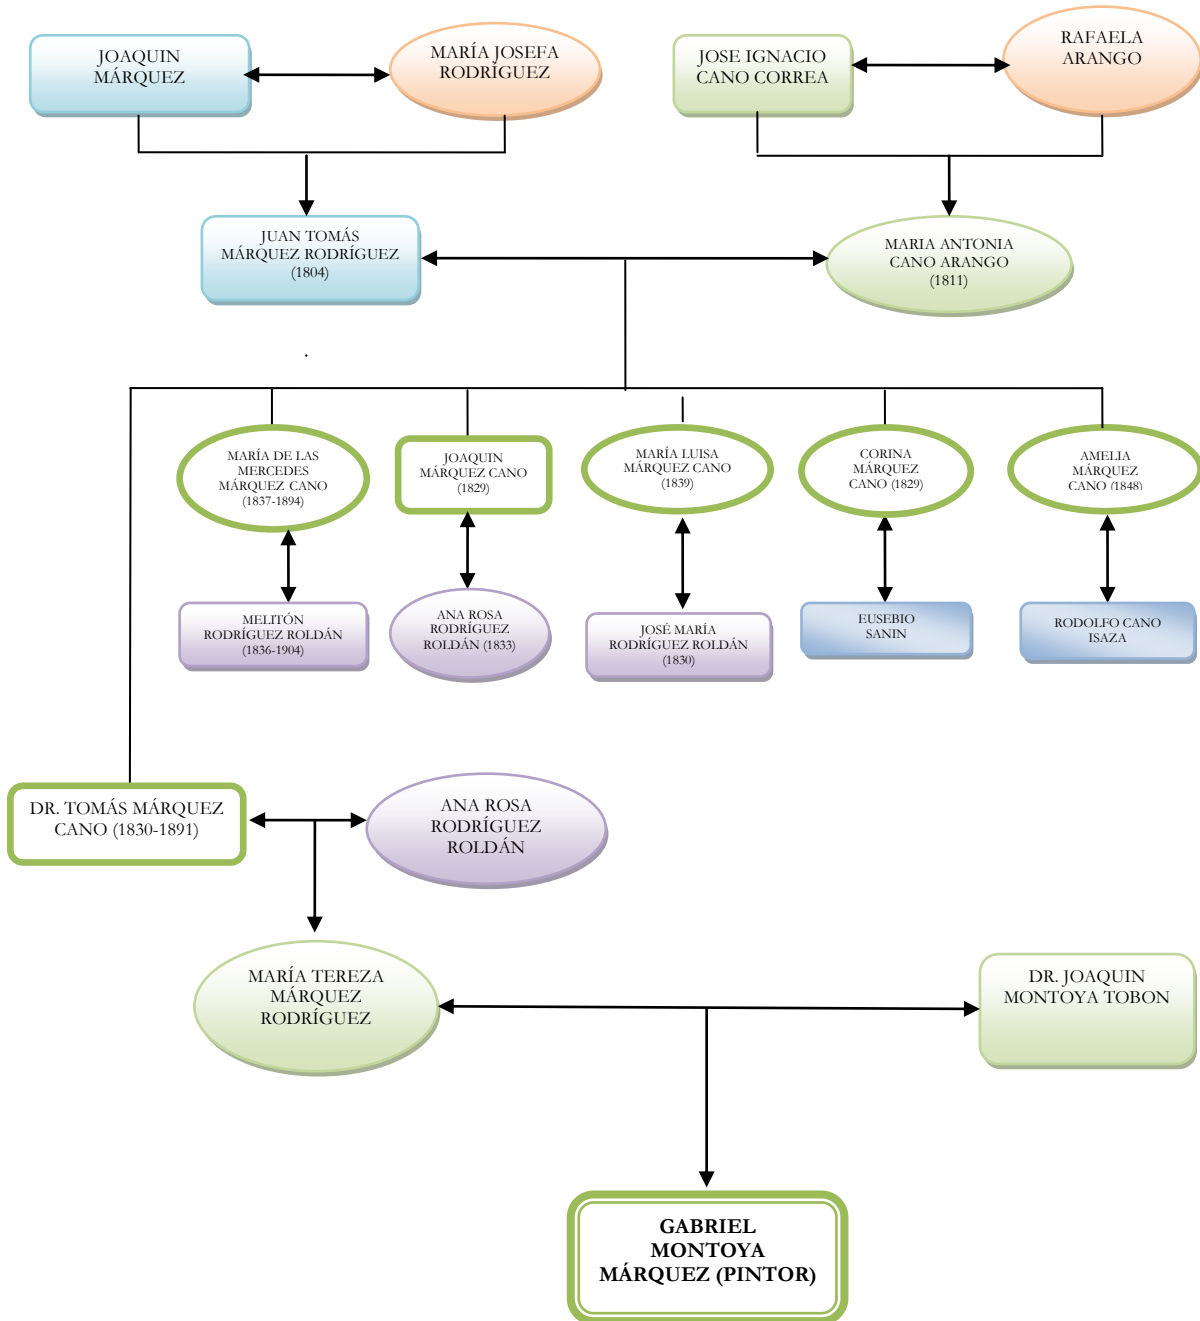 JOAQUIN
MÁRQUEZ
MARÍA JOSEFA
RODRÍGUEZ
JOSE IGNACIO
CANO CORREA
RAFAELA
ARANGO
JUAN TOMÁS
MÁRQUEZ RODRÍGUEZ
(1804)
MARIA ANTONIA
CANO ARANGO
(1811)
.
MARÍA DE LAS
MERCEDES
MÁRQUEZ CANO
(1837-1894)
JOAQUIN
MÁRQUEZ CANO
(1829)
MARÍA LUISA
MÁRQUEZ CANO
(1839)
CORINA
MÁRQUEZ
CANO (1829)
AMELIA
MÁRQUEZ
CANO (1848)
MELITÓN
RODRÍGUEZ ROLDÁN
(1836-1904)
ANA ROSA
RODRÍGUEZ
ROLDÁN (1833)
JOSÉ MARÍA
RODRÍGUEZ ROLDÁN
(1830)
EUSEBIO
SANIN
RODOLFO CANO
ISAZA
DR. TOMÁS MÁRQUEZ
CANO (1830-1891)
ANA ROSA
RODRÍGUEZ
ROLDÁN
MARÍA TEREZA
MÁRQUEZ
RODRÍGUEZ
DR. JOAQUIN
MONTOYA TOBON
GABRIEL
MONTOYA
MÁRQUEZ (PINTOR)